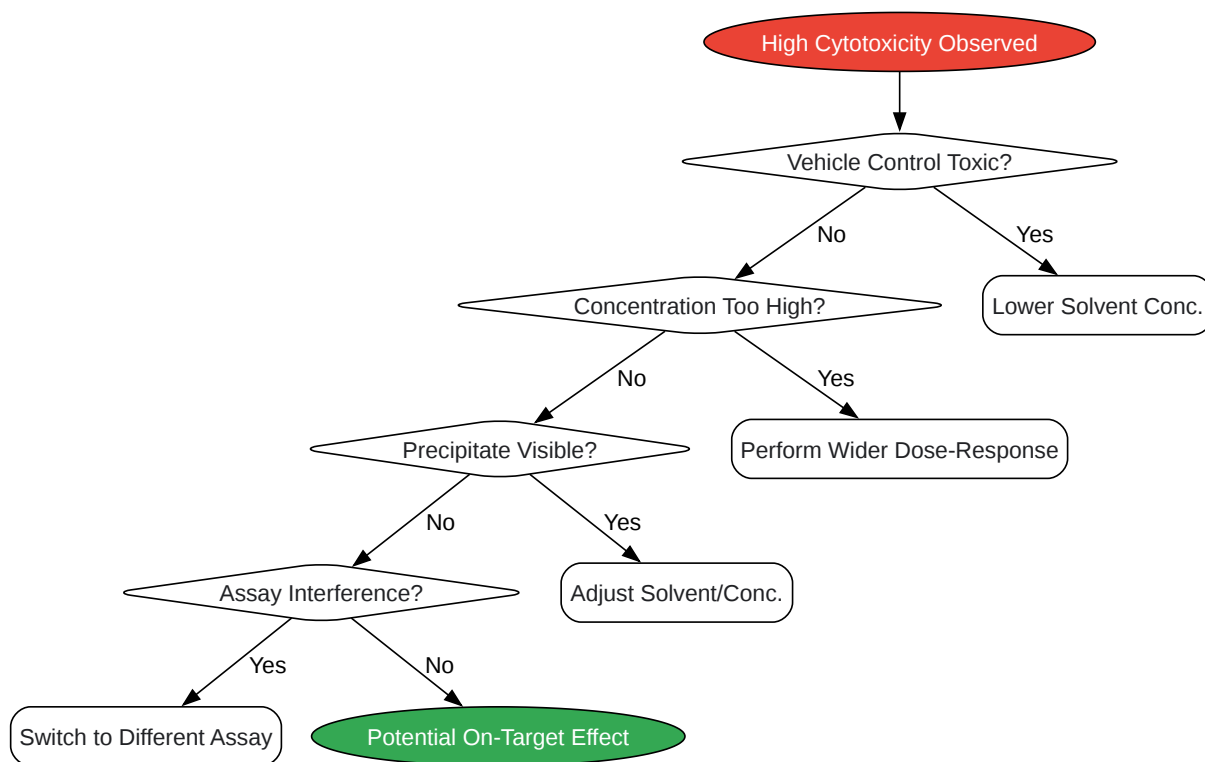 High Cytotoxicity Observed
Vehicle Control Toxic?
No
Yes
Concentration Too High?
Lower Solvent Conc.
No
Yes
Precipitate Visible?
Perform Wider Dose-Response
No
Yes
Assay Interference?
Adjust Solvent/Conc.
Yes
No
Switch to Different Assay
Potential On-Target Effect